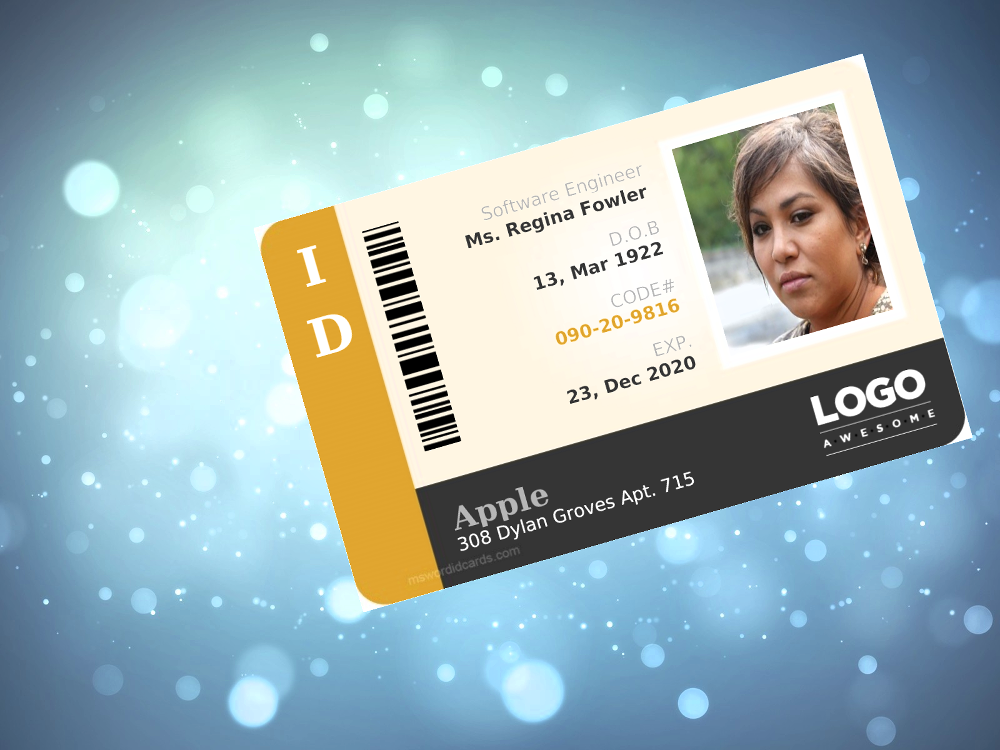 I
D
Software Engineer
Ms. Regina Fowler
D.O.B
13, Mar 1922
CODE#
090-20-9816
EXP.
23, Dec 2020
LOGO
A·W·E·S·O·M·E
Apple
308 Dylan Groves Apt. 715
mswordidcards.com